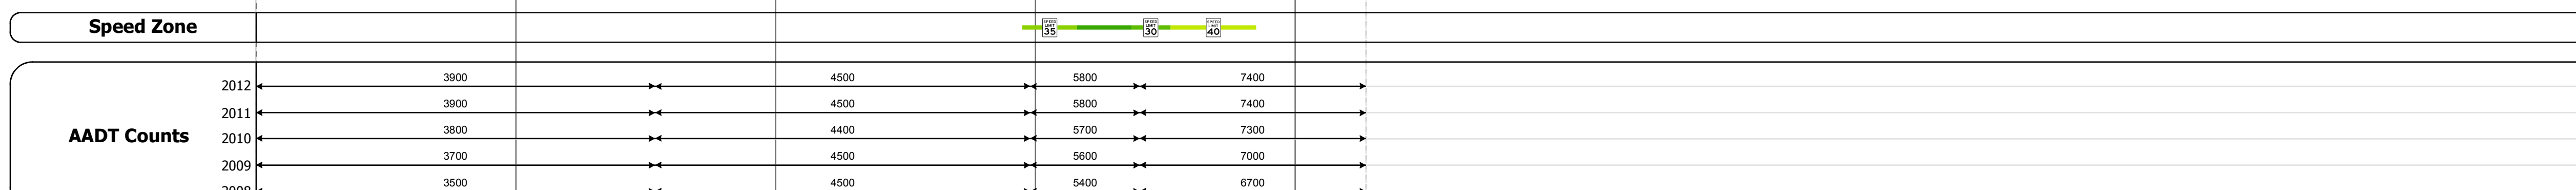 Speed Zone
SPEED LIMIT 35
SPEED LIMIT 30
SPEED LIMIT 40
AADT Counts
2012 3900 4500 5800 7400
2011 3900 4500 5800 7400
2010 3800 4400 5700 7300
2009 3700 4500 5600 7000
2008 3500 4500 5400 6700